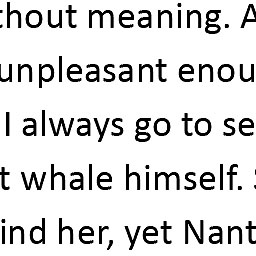 thout meaning. A
unpleasant enou
I always go to se
t whale himself. S
ind her, yet Nant